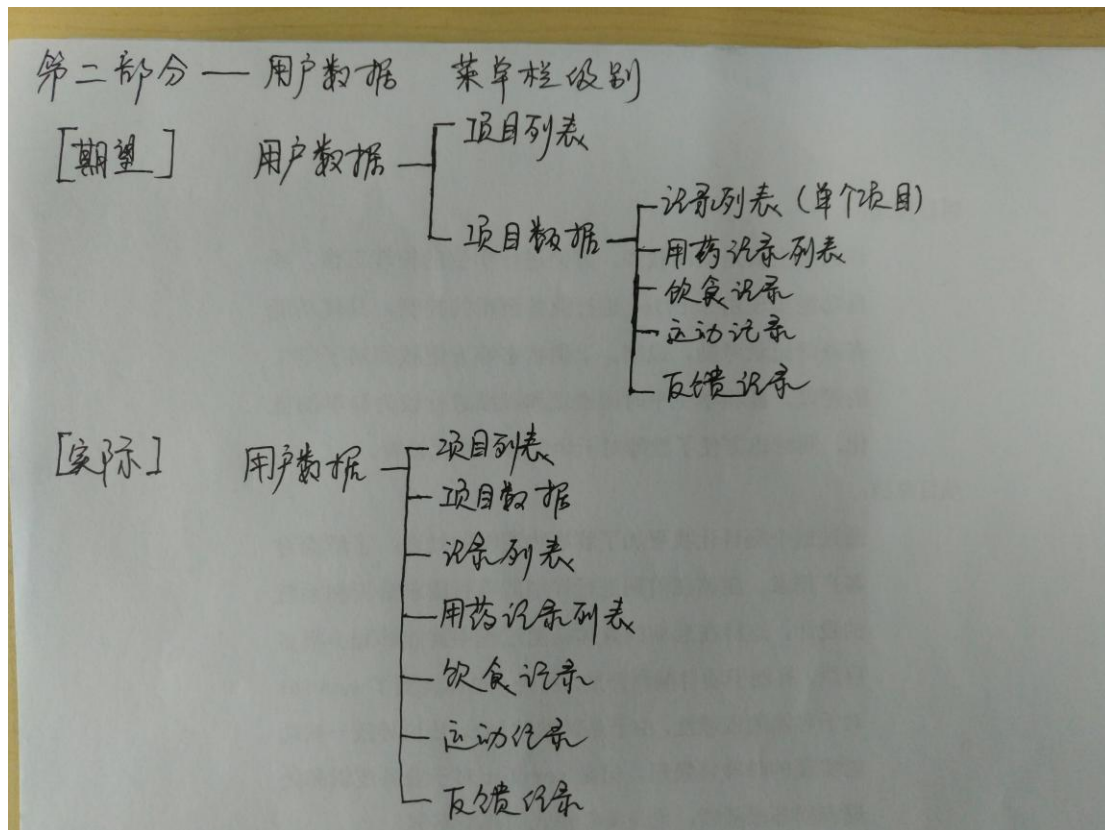 第二部分 — 用户数据 菜单栏级别
[期望] 用户数据
项目列表
项目数据
记录列表 (单个项目)
用药记录列表
饮食记录
运动记录
反馈记录
[实际] 用户数据
项目列表
项目数据
记录列表
用药记录列表
饮食记录
运动记录
反馈记录